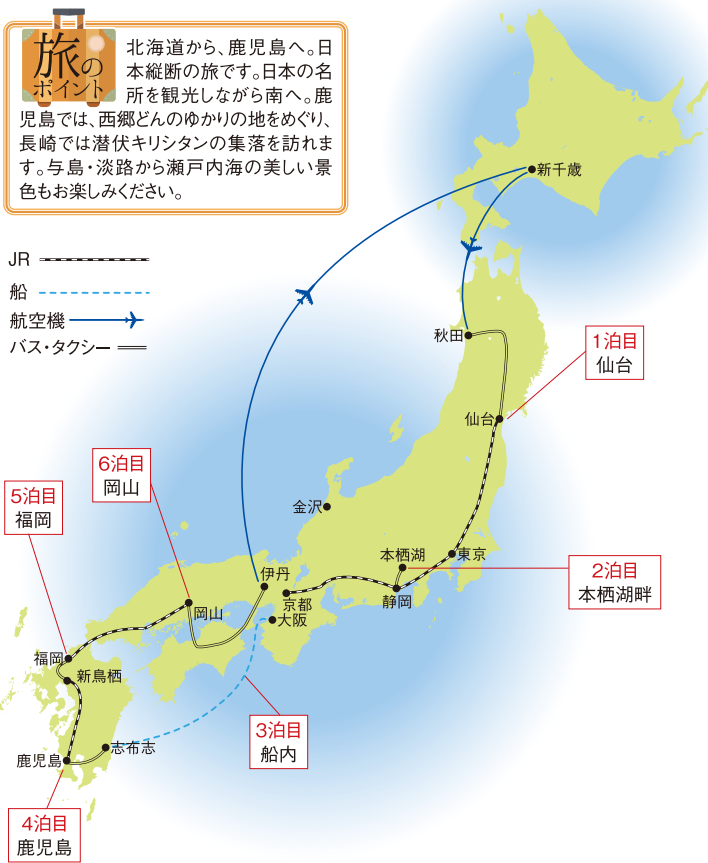 旅の
ポイント
北海道から、鹿児島へ。日
本縦断の旅です。日本の名
所を観光しながら南へ。鹿
児島では、西郷どんのゆかりの地をめぐり、
長崎では潜伏キリシタンの集落を訪れま
す。与島・淡路から瀬戸内海の美しい景
色もお楽しみください。
新千歳
JR
船
航空機
バス・タクシー
秋田
1泊目
仙台
仙台
6泊目
岡山
5泊目
福岡
金沢
本栖湖
東京
2泊目
本栖湖畔
伊丹
京都
静岡
岡山
大阪
福岡
新鳥栖
3泊目
船内
志布志
鹿児島
4泊目
鹿児島